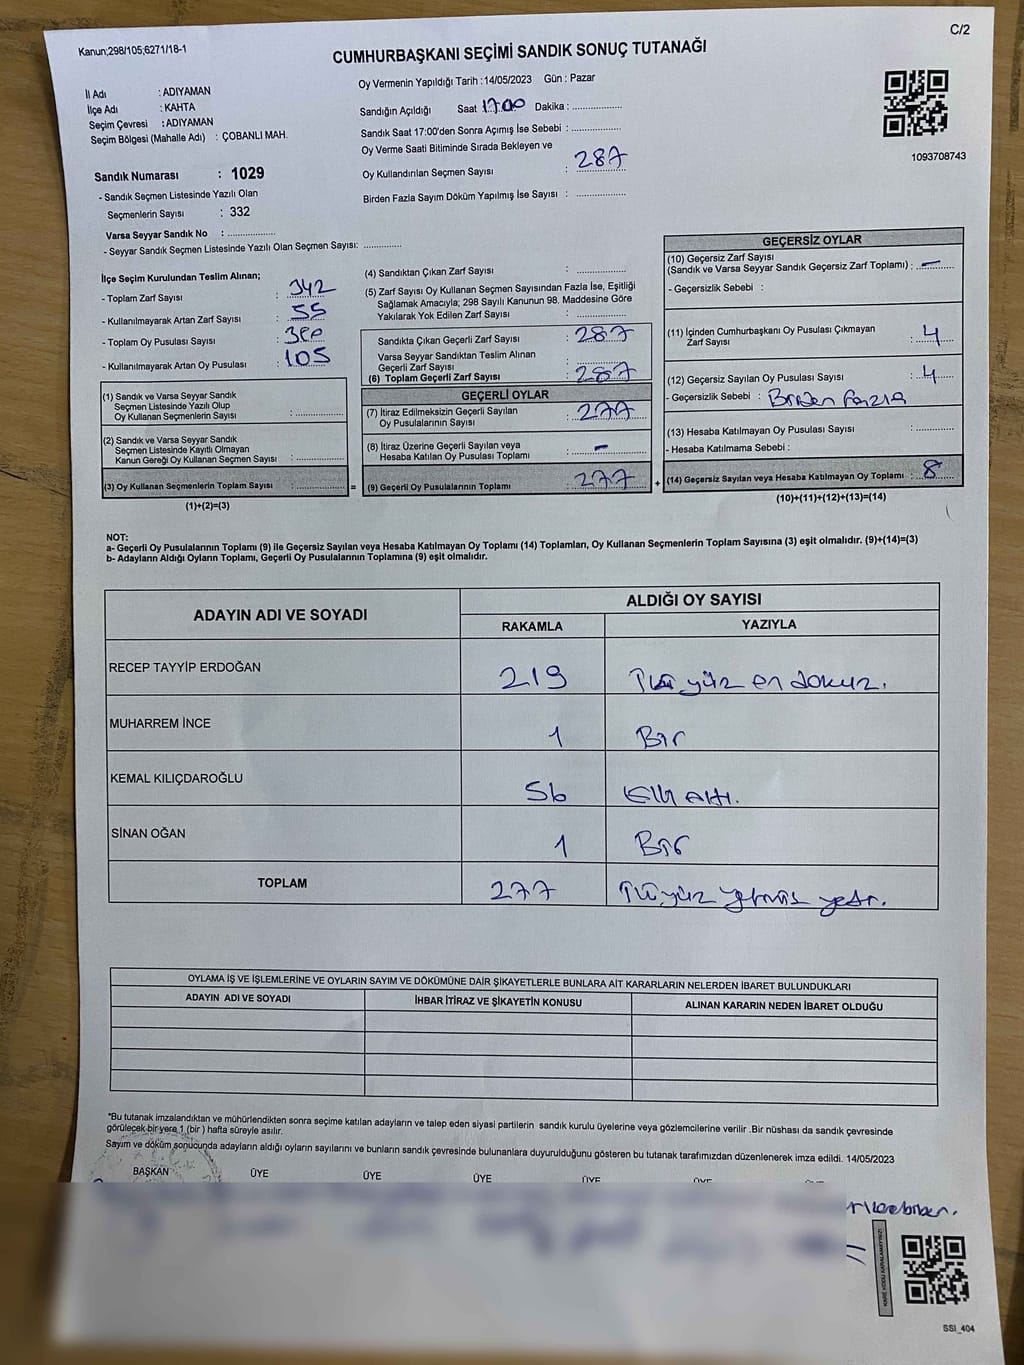 Kanun;298/105;6271/18-1
C/2
CUMHURBAŞKANI SEÇİMİ SANDIK SONUÇ TUTANAĞI
İl Adı : ADIYAMAN
İlçe Adı : KAHTA
Seçim Çevresi : ADIYAMAN
Seçim Bölgesi (Mahalle Adı) : ÇOBANLI MAH.
Sandık Numarası : 1029
- Sandık Seçmen Listesinde Yazılı Olan
Seçmenlerin Sayısı : 332
Varsa Seyyar Sandık No : ................
- Seyyar Sandık Seçmen Listesinde Yazılı Olan Seçmen Sayısı: .............
Oy Vermenin Yapıldığı Tarih :14/05/2023 Gün : Pazar
Sandığın Açıldığı Saat 17.00 Dakika : ................
Sandık Saat 17:00'den Sonra Açımış İse Sebebi : ................
Oy Verme Saati Bitiminde Sırada Bekleyen ve
Oy Kullandırılan Seçmen Sayısı : 287
Birden Fazla Sayım Döküm Yapılmış İse Sayısı : ................
1093708743
İlçe Seçim Kurulundan Teslim Alınan;
- Toplam Zarf Sayısı : 342
- Kullanılmayarak Artan Zarf Sayısı : 55
- Toplam Oy Pusulası Sayısı :
- Kullanılmayarak Artan Oy Pusulası : 105
(1) Sandık ve Varsa Seyyar Sandık
Seçmen Listesinde Yazılı Olup
Oy Kullanan Seçmenlerin Sayısı : ................
(2) Sandık ve Varsa Seyyar Sandık
Seçmen Listesinde Kayıtlı Olmayan
Kanun Gereği Oy Kullanan Seçmen Sayısı : ................
(3) Oy Kullanan Seçmenlerin Toplam Sayısı : ................ =
(1)+(2)=(3)
(4) Sandıktan Çıkan Zarf Sayısı : ................
(5) Zarf Sayısı Oy Kullanan Seçmen Sayısından Fazla İse, Eşitliği
Sağlamak Amacıyla; 298 Sayılı Kanunun 98. Maddesine Göre
Yakılarak Yok Edilen Zarf Sayısı : ................
Sandıkta Çıkan Geçerli Zarf Sayısı : 287
Varsa Seyyar Sandıktan Teslim Alınan
Geçerli Zarf Sayısı
(6) Toplam Geçerli Zarf Sayısı : 287
GEÇERLİ OYLAR
(7) İtiraz Edilmeksizin Geçerli Sayılan
Oy Pusulalarının Sayısı : 277
(8) İtiraz Üzerine Geçerli Sayılan veya
Hesaba Katılan Oy Pusulası Toplamı : –
(9) Geçerli Oy Pusulalarının Toplamı : 277 +
GEÇERSİZ OYLAR
(10) Geçersiz Zarf Sayısı
(Sandık ve Varsa Seyyar Sandık Geçersiz Zarf Toplamı) : –
- Geçersizlik Sebebi :
(11) İçinden Cumhurbaşkanı Oy Pusulası Çıkmayan
Zarf Sayısı : 4
(12) Geçersiz Sayılan Oy Pusulası Sayısı : 4
- Geçersizlik Sebebi : Birden Fazla
(13) Hesaba Katılmayan Oy Pusulası Sayısı : ................
- Hesaba Katılmama Sebebi :
(14) Geçersiz Sayılan veya Hesaba Katılmayan Oy Toplamı : 8
(10)+(11)+(12)+(13)=(14)
NOT:
a- Geçerli Oy Pusulalarının Toplamı (9) ile Geçersiz Sayılan veya Hesaba Katılmayan Oy Toplamı (14) Toplamları, Oy Kullanan Seçmenlerin Toplam Sayısına (3) eşit olmalıdır. (9)+(14)=(3)
b- Adayların Aldığı Oyların Toplamı, Geçerli Oy Pusulalarının Toplamına (9) eşit olmalıdır.
ADAYIN ADI VE SOYADI
ALDIĞI OY SAYISI
RAKAMLA YAZIYLA
RECEP TAYYİP ERDOĞAN 219 İki yüz on dokuz.
MUHARREM İNCE 1 Bir
KEMAL KILIÇDAROĞLU 56 Elli Altı.
SİNAN OĞAN 1 Bir
TOPLAM 277 İkiyüz yetmiş yedi.
OYLAMA İŞ VE İŞLEMLERİNE VE OYLARIN SAYIM VE DÖKÜMÜNE DAİR ŞİKAYETLERLE BUNLARA AİT KARARLARIN NELERDEN İBARET BULUNDUKLARI
ADAYIN ADI VE SOYADI İHBAR İTİRAZ VE ŞİKAYETİN KONUSU ALINAN KARARIN NEDEN İBARET OLDUĞU
*Bu tutanak imzalandıktan ve mühürlendikten sonra seçime katılan adayların ve talep eden siyasi partilerin sandık kurulu üyelerine veya gözlemcilerine verilir .Bir nüshası da sandık çevresinde
görülecek bir yere 1 (bir ) hafta süreyle asılır.
Sayım ve döküm sonucunda adayların aldığı oyların sayılarını ve bunların sandık çevresinde bulunanlara duyurulduğunu gösteren bu tutanak tarafımızdan düzenlenerek imza edildi. 14/05/2023
BAŞKAN ÜYE ÜYE ÜYE ÜYE ÜYE
SSI_404